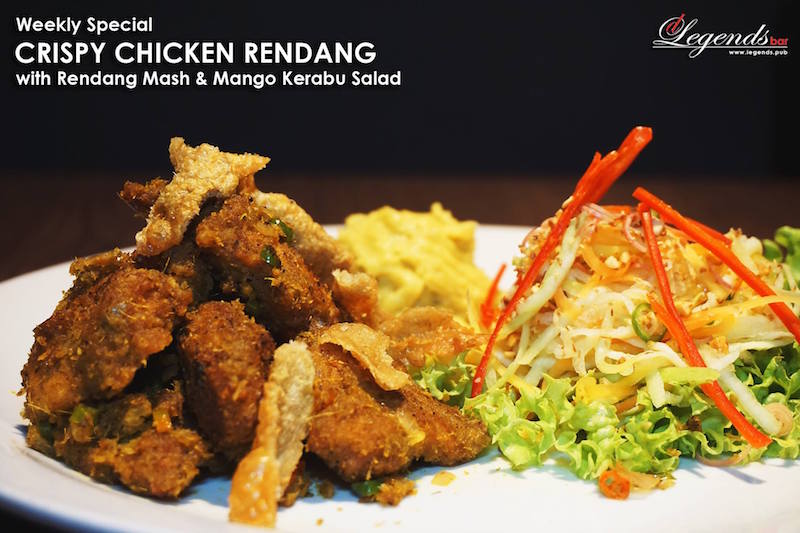 Weekly Special
CRISPY CHICKEN RENDANG
with Rendang Mash & Mango Kerabu Salad
Legends bar
www.legends.pub